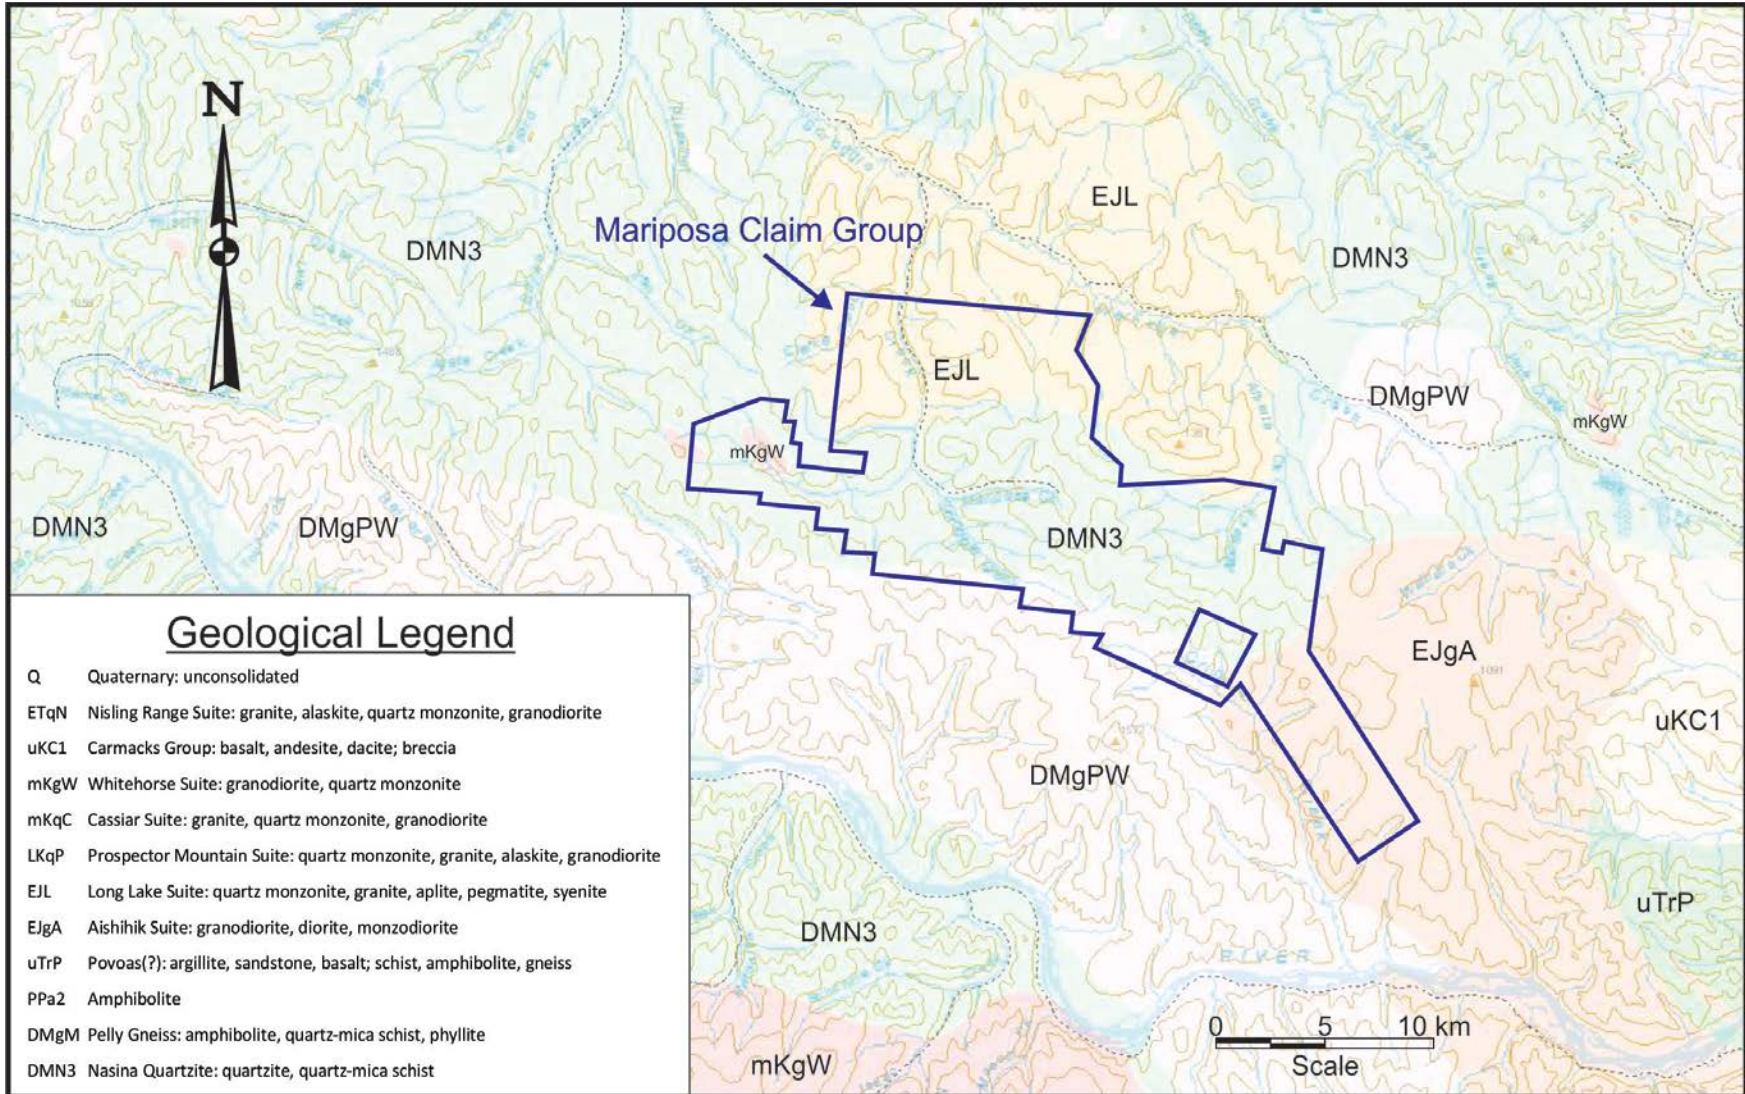 N
EJL
Mariposa Claim Group
DMN3
DMN3
EJL
DMgPW
mKgW
mKgW
DMN3
DMgPW
DMN3
EJgA
uKC1
DMgPW
uTrP
DMN3
RIVER
mKgW
0 5 10 km
Scale
Geological Legend
Q Quaternary: unconsolidated
ETqN Nisling Range Suite: granite, alaskite, quartz monzonite, granodiorite
uKC1 Carmacks Group: basalt, andesite, dacite; breccia
mKgW Whitehorse Suite: granodiorite, quartz monzonite
mKqC Cassiar Suite: granite, quartz monzonite, granodiorite
LKqP Prospector Mountain Suite: quartz monzonite, granite, alaskite, granodiorite
EJL Long Lake Suite: quartz monzonite, granite, aplite, pegmatite, syenite
EJgA Aishihik Suite: granodiorite, diorite, monzodiorite
uTrP Povoas(?): argillite, sandstone, basalt; schist, amphibolite, gneiss
PPa2 Amphibolite
DMgM Pelly Gneiss: amphibolite, quartz-mica schist, phyllite
DMN3 Nasina Quartzite: quartzite, quartz-mica schist